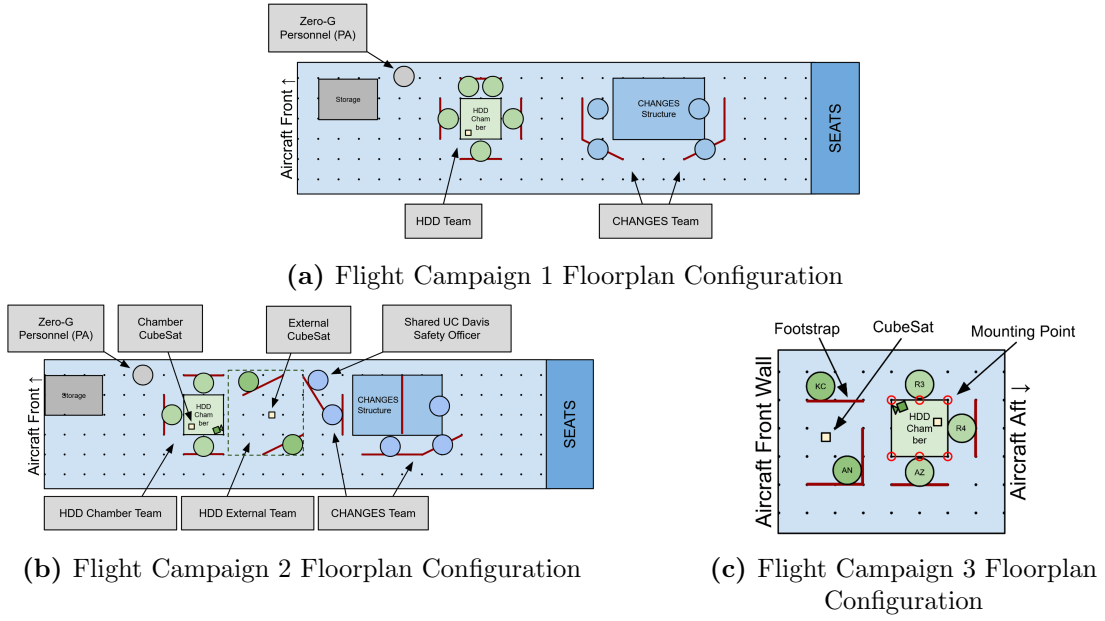 Zero-G
Personnel (PA)
Aircraft Front ↑
Storage
HDD
Cham
ber
CHANGES
Structure
SEATS
HDD Team
CHANGES Team
(a) Flight Campaign 1 Floorplan Configuration
Zero-G
Personnel (PA)
Chamber
CubeSat
External
CubeSat
Shared UC Davis
Safety Officer
Aircraft Front ↑
Storage
HDD
Cham
ber
CHANGES
Structure
SEATS
HDD Chamber Team
HDD External Team
CHANGES Team
(b) Flight Campaign 2 Floorplan Configuration
Footstrap
CubeSat
Mounting Point
Aircraft Front Wall
KC
R3
HDD
Cham
ber
R4
AN
AZ
Aircraft Aft ↓
(c) Flight Campaign 3 Floorplan
Configuration